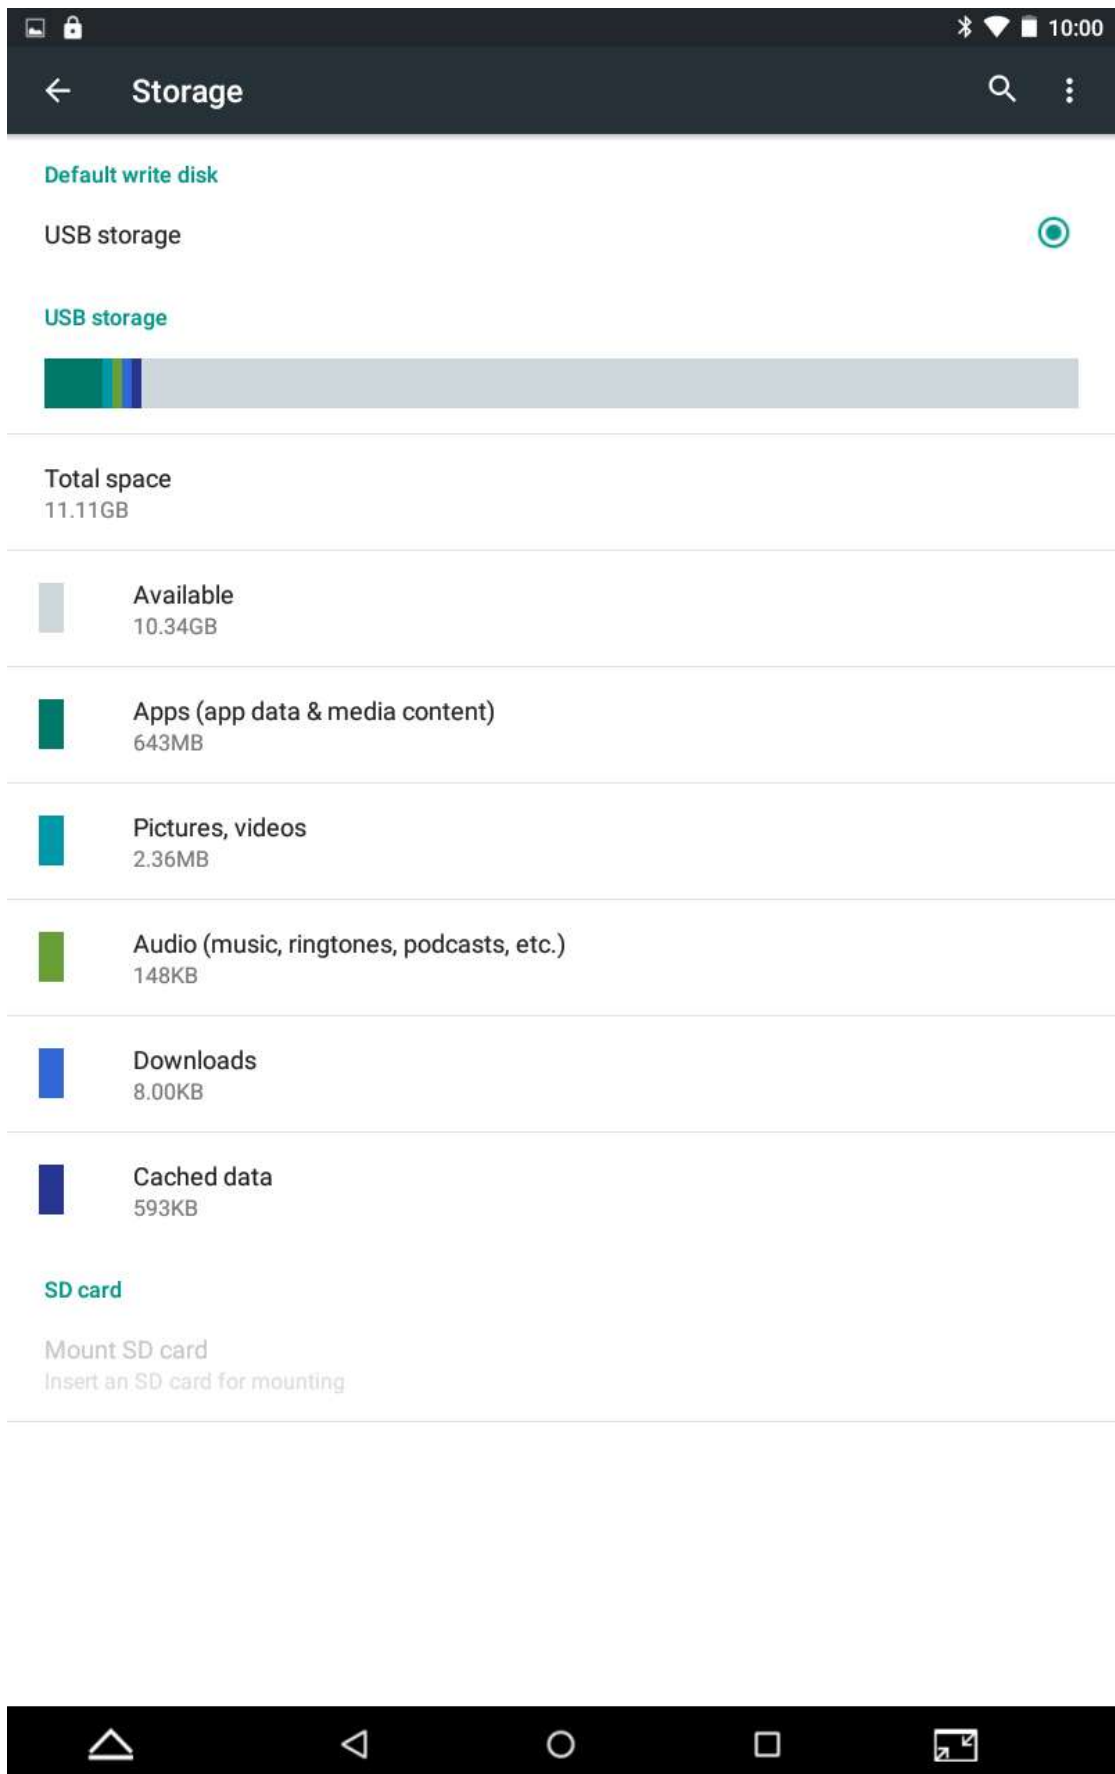 10:00
Storage
Default write disk
USB storage
USB storage
Total space
11.11GB
Available
10.34GB
Apps (app data & media content)
643MB
Pictures, videos
2.36MB
Audio (music, ringtones, podcasts, etc.)
148KB
Downloads
8.00KB
Cached data
593KB
SD card
Mount SD card
Insert an SD card for mounting